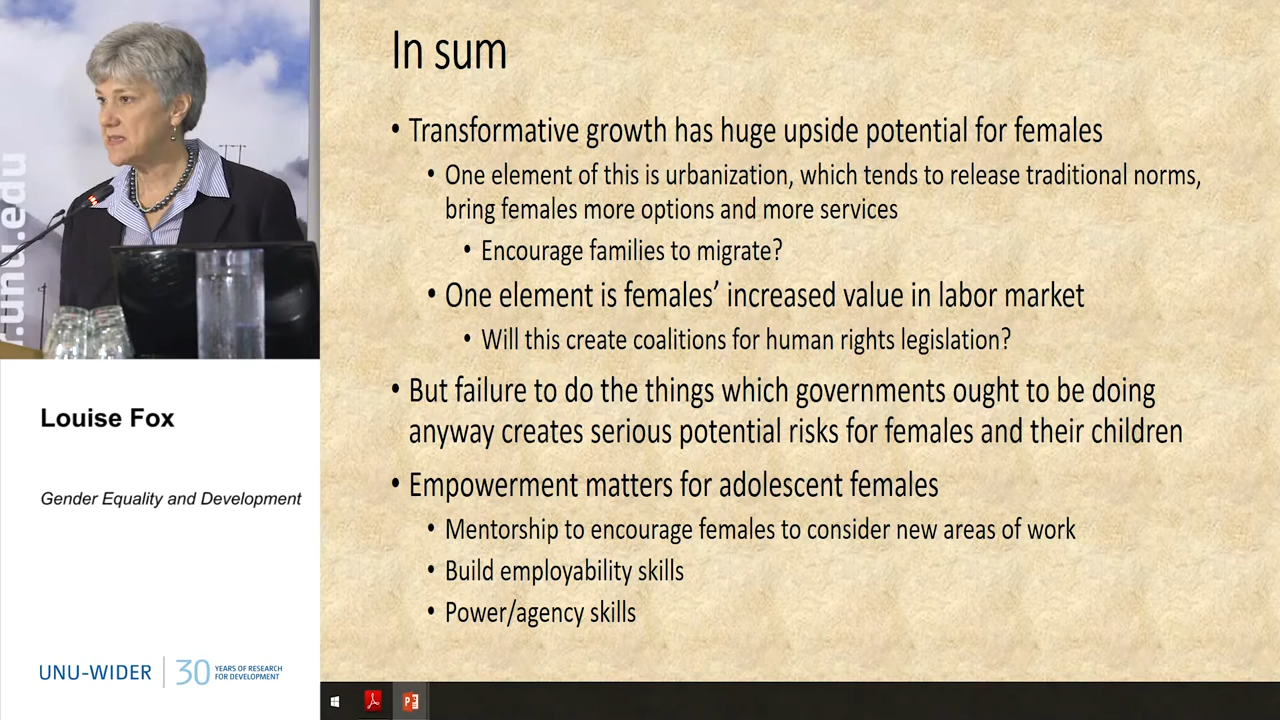 r.unu.edu
Louise Fox
Gender Equality and Development
UNU-WIDER
30 YEARS OF RESEARCH
FOR DEVELOPMENT
In sum
• Transformative growth has huge upside potential for females
• One element of this is urbanization, which tends to release traditional norms,
bring females more options and more services
• Encourage families to migrate?
• One element is females’ increased value in labor market
• Will this create coalitions for human rights legislation?
• But failure to do the things which governments ought to be doing
anyway creates serious potential risks for females and their children
• Empowerment matters for adolescent females
• Mentorship to encourage females to consider new areas of work
• Build employability skills
• Power/agency skills